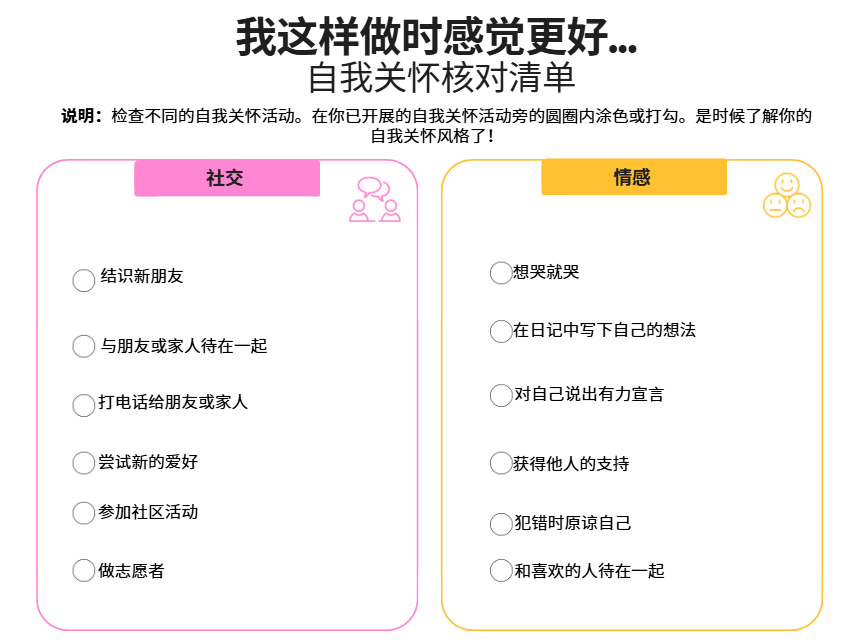 我这样做时感觉更好...
自我关怀核对清单
说明：检查不同的自我关怀活动。在你已开展的自我关怀活动旁的圆圈内涂色或打勾。是时候了解你的
自我关怀风格了！
社交
结识新朋友
与朋友或家人待在一起
打电话给朋友或家人
尝试新的爱好
参加社区活动
做志愿者
情感
想哭就哭
在日记中写下自己的想法
对自己说出有力宣言
获得他人的支持
犯错时原谅自己
和喜欢的人待在一起